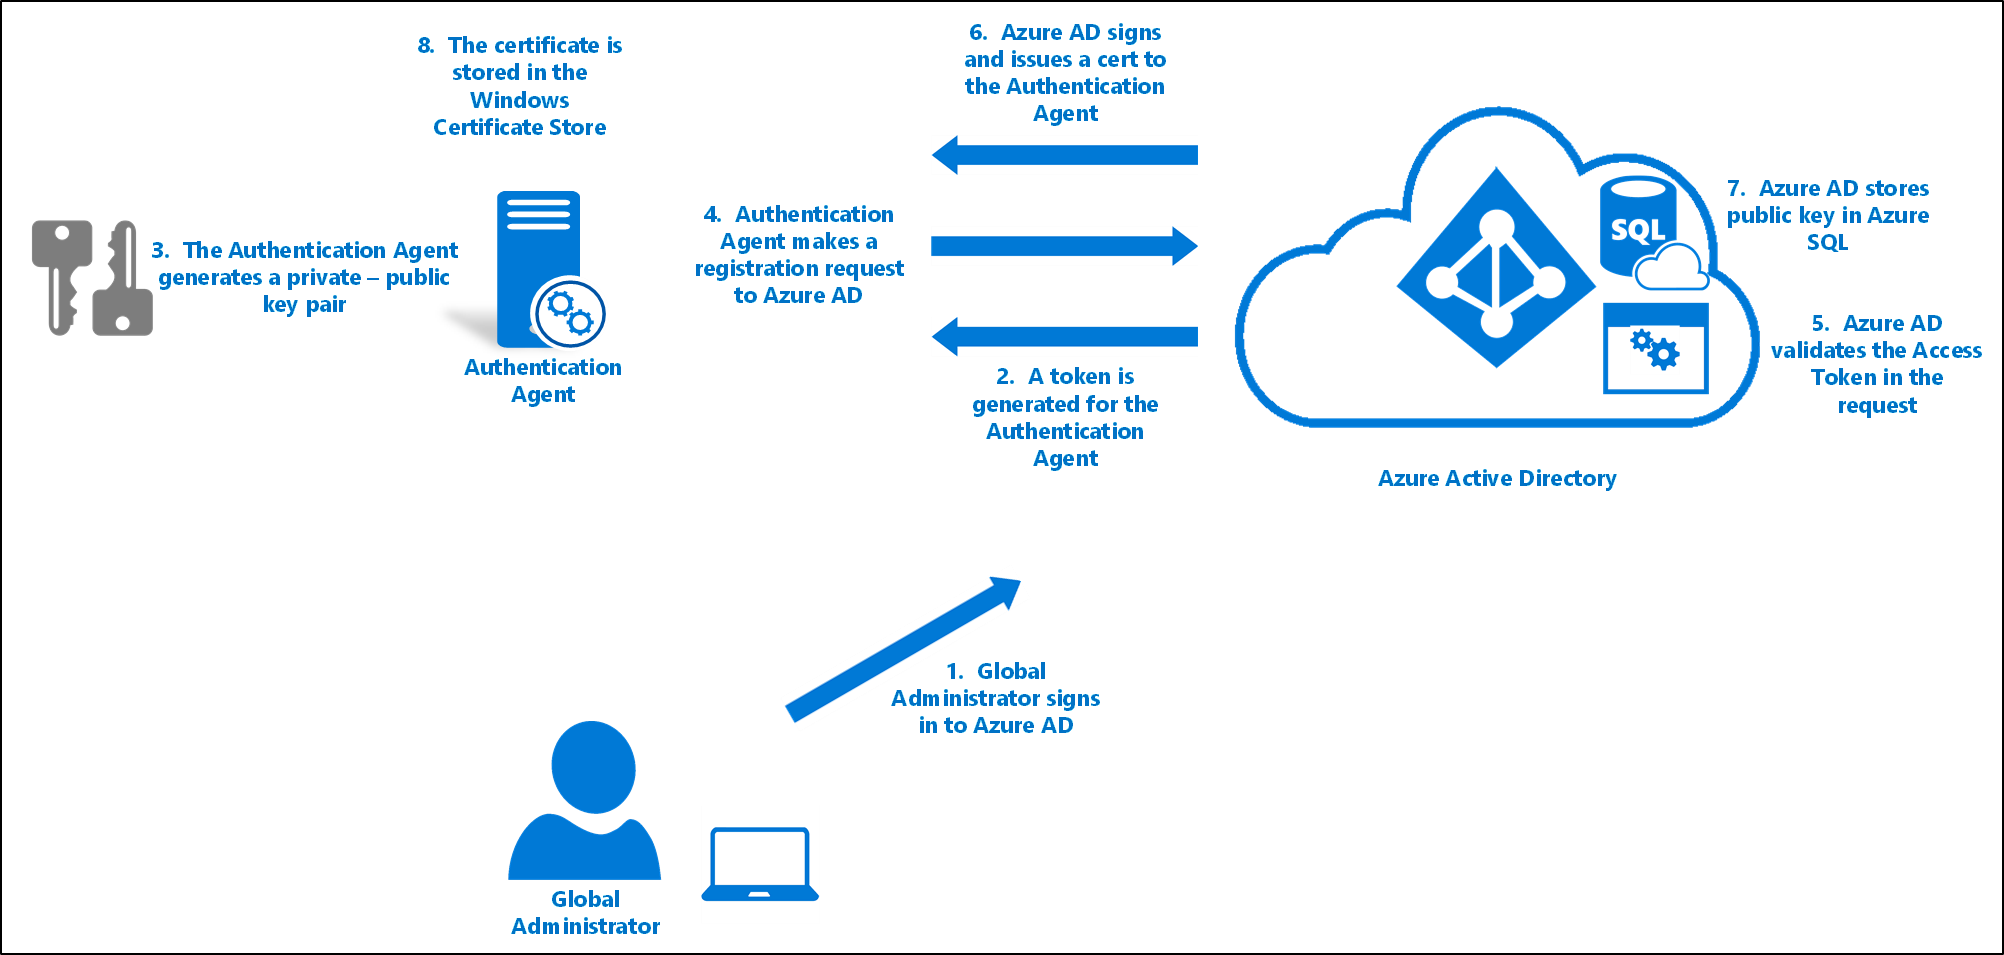 8. The certificate is
stored in the
Windows
Certificate Store
6. Azure AD signs
and issues a cert to
the Authentication
Agent
3. The Authentication Agent
generates a private – public
key pair
Authentication
Agent
4. Authentication
Agent makes a
registration request
to Azure AD
2. A token is
generated for the
Authentication
Agent
SQL
7. Azure AD stores
public key in Azure
SQL
5. Azure AD
validates the Access
Token in the
request
Azure Active Directory
1. Global
Administrator signs
in to Azure AD
Global
Administrator